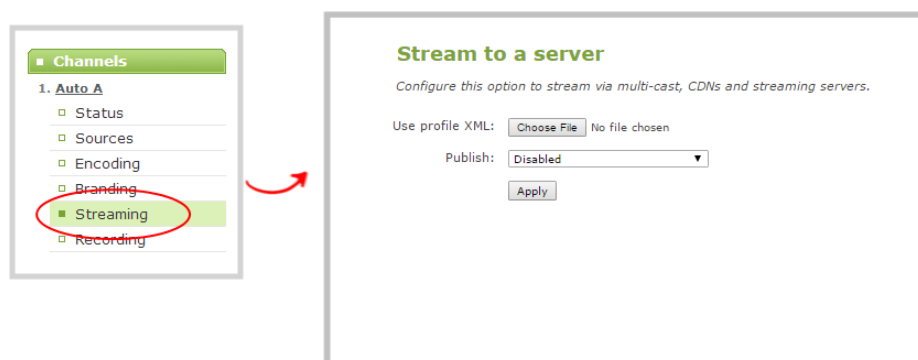 Channels
1. Auto A
Status
Sources
Encoding
Branding
Streaming
Recording
Stream to a server
Configure this option to stream via multi-cast, CDNs and streaming servers.
Use profile XML: Choose File No file chosen
Publish: Disabled
Apply